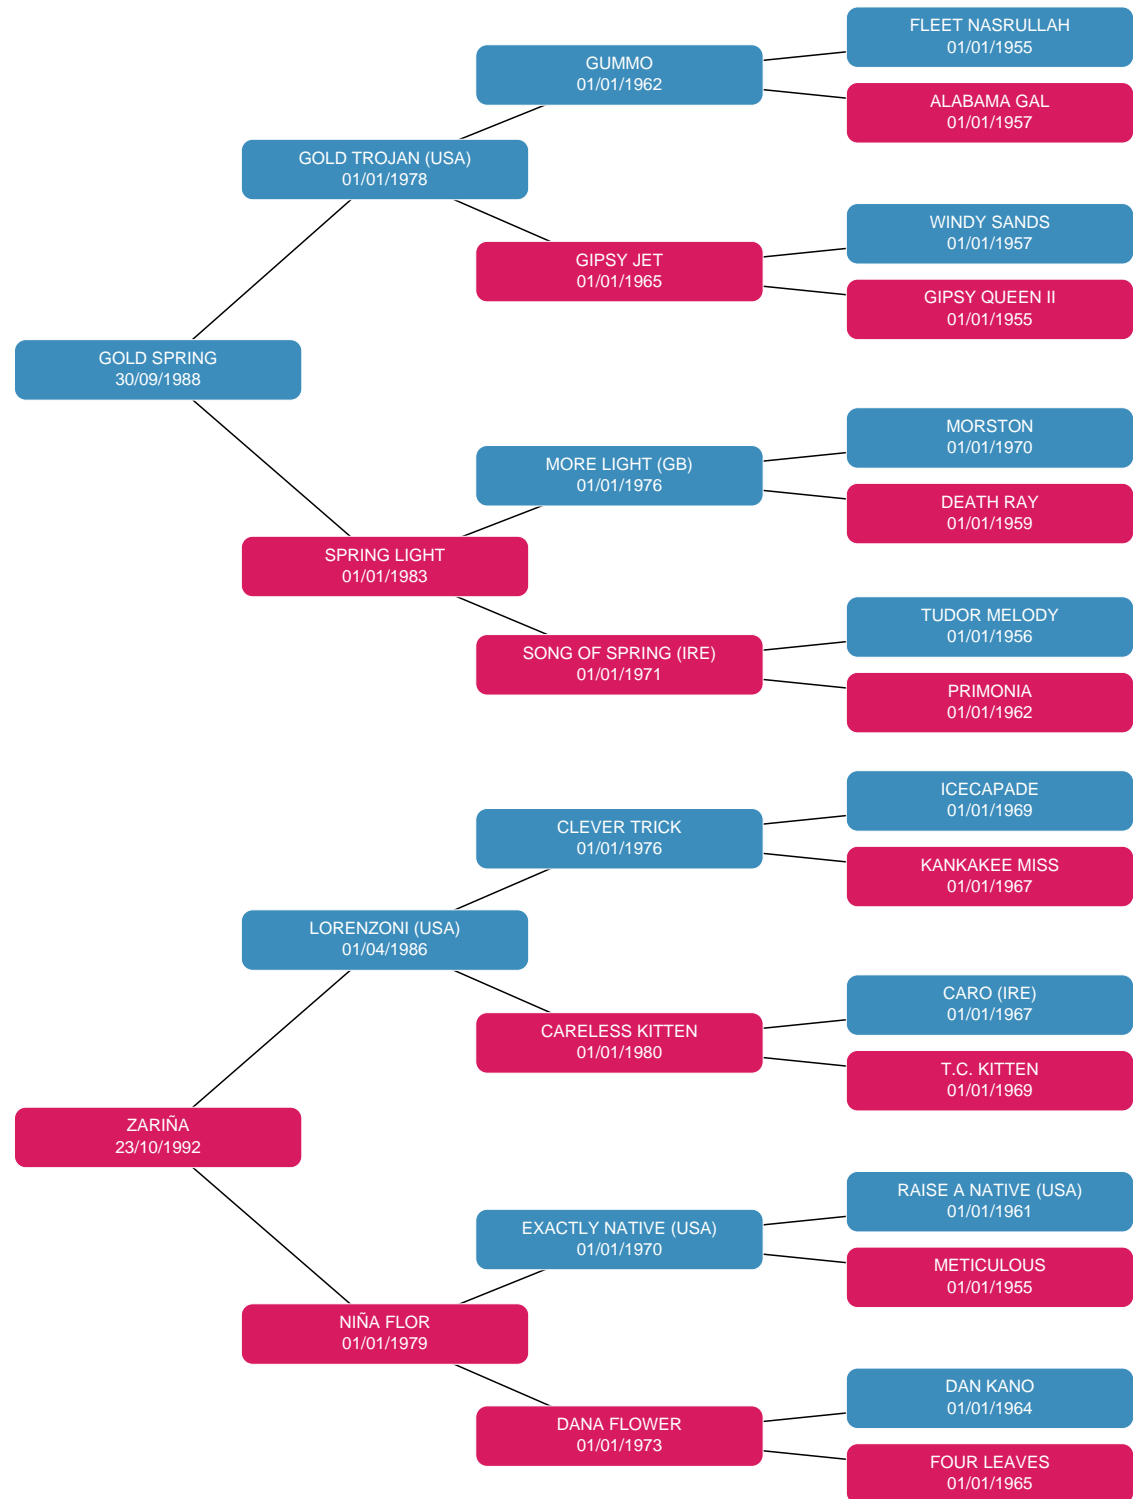 FLEET NASRULLAH
01/01/1955
GUMMO
01/01/1962
ALABAMA GAL
01/01/1957
GOLD TROJAN (USA)
01/01/1978
WINDY SANDS
01/01/1957
GIPSY JET
01/01/1965
GIPSY QUEEN II
01/01/1955
GOLD SPRING
30/09/1988
MORSTON
01/01/1970
MORE LIGHT (GB)
01/01/1976
DEATH RAY
01/01/1959
SPRING LIGHT
01/01/1983
TUDOR MELODY
01/01/1956
SONG OF SPRING (IRE)
01/01/1971
PRIMONIA
01/01/1962
ICECAPADE
01/01/1969
CLEVER TRICK
01/01/1976
KANKAKEE MISS
01/01/1967
LORENZONI (USA)
01/04/1986
CARO (IRE)
01/01/1967
CARELESS KITTEN
01/01/1980
T.C. KITTEN
01/01/1969
ZARIÑA
23/10/1992
RAISE A NATIVE (USA)
01/01/1961
EXACTLY NATIVE (USA)
01/01/1970
METICULOUS
01/01/1955
NIÑA FLOR
01/01/1979
DAN KANO
01/01/1964
DANA FLOWER
01/01/1973
FOUR LEAVES
01/01/1965